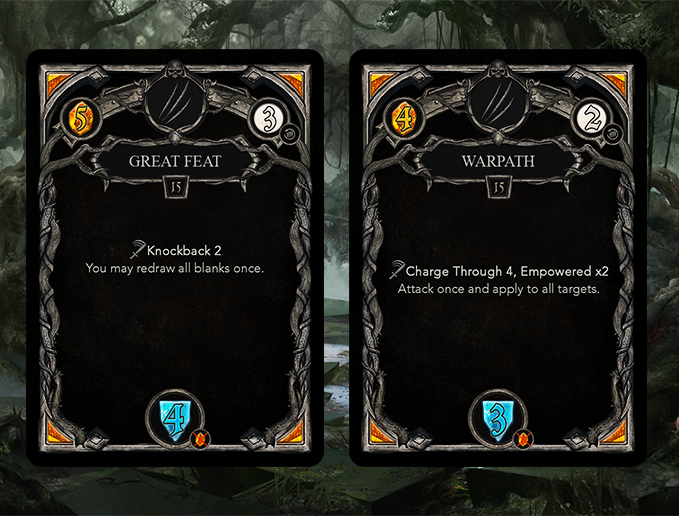 5
3
GREAT FEAT
15
Knockback 2
You may redraw all blanks once.
4
4
2
WARPATH
15
Charge Through 4, Empowered x2
Attack once and apply to all targets.
3